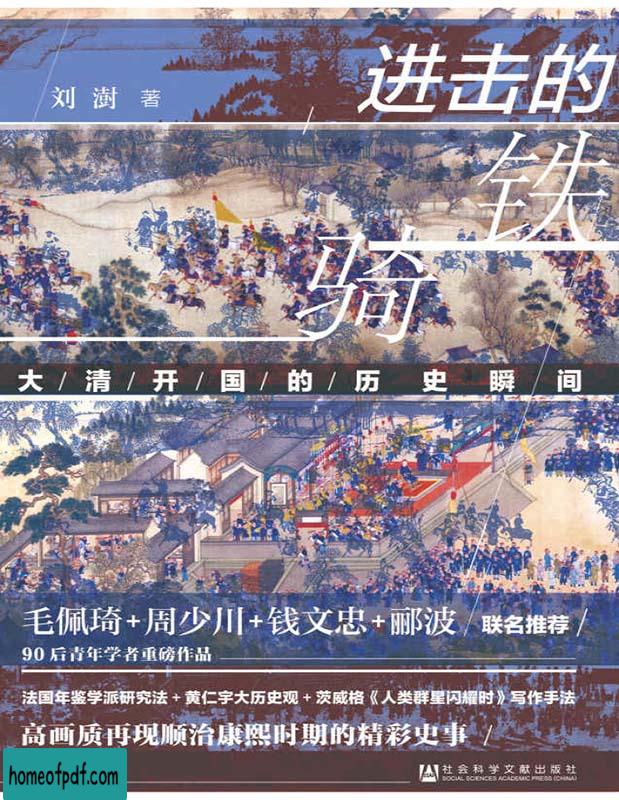 刘澍 著
进击的
铁
骑
大/清/开/国/的/历 史 瞬/间
毛佩琦+周少川+钱文忠+郦波/联名推荐/
90后青年学者重磅作品
法国年鉴学派研究法+黄仁宇大历史观+茨威格《人类群星闪耀时》写作手法
高画质再现顺治康熙时期的精彩史事/
社会科学文献出版社
SOCIAL SCIENCES ACADEMIC PRESS (CHINA)
homeofpdf.com